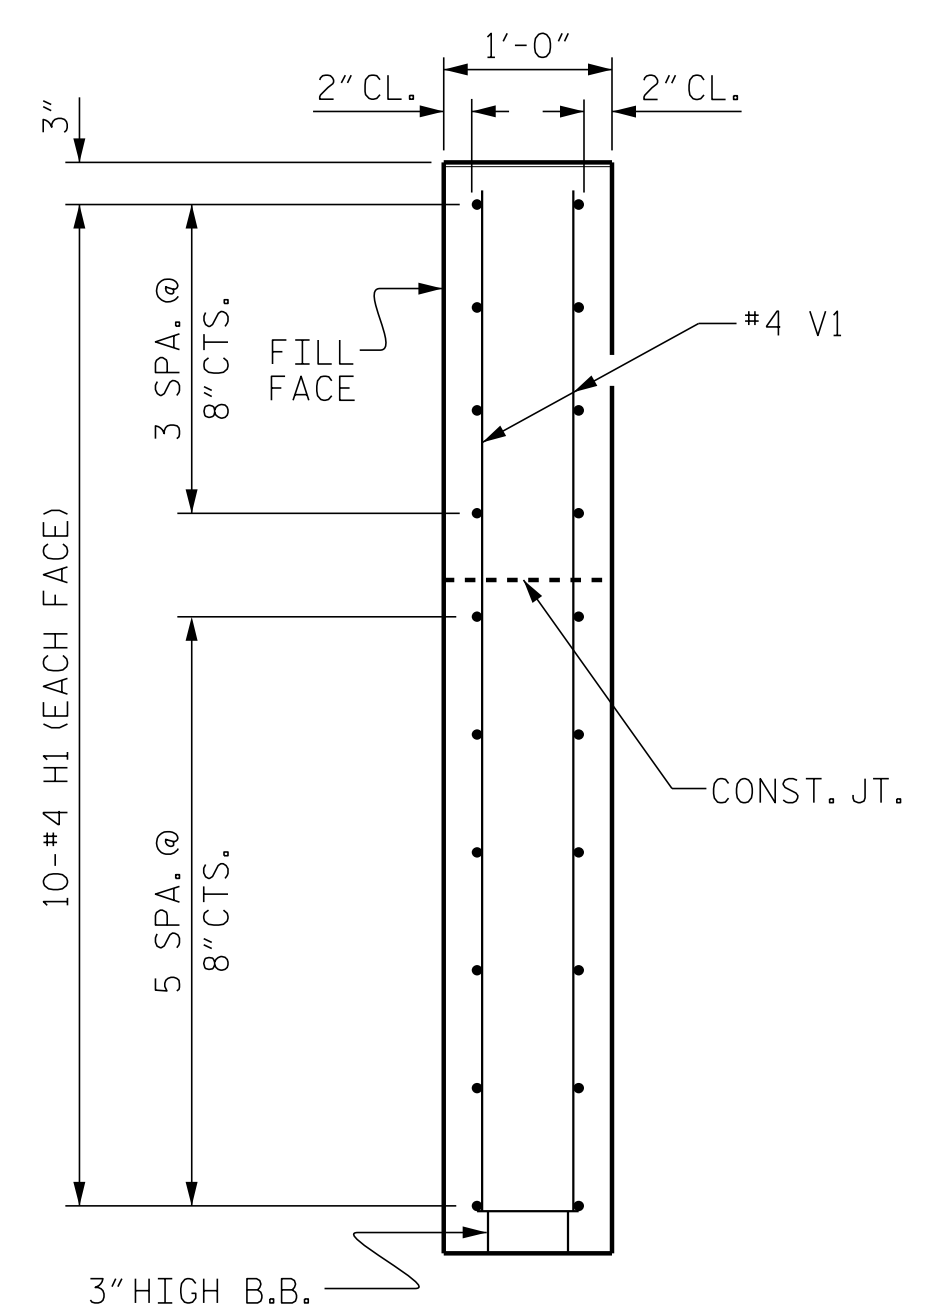 1'-0"
2" CL.
2" CL.
3"
3 SPA. @
8" CTS.
FILL
FACE
#4 V1
10-#4 H1 (EACH FACE)
CONST. JT.
5 SPA. @
8" CTS.
3" HIGH B.B.